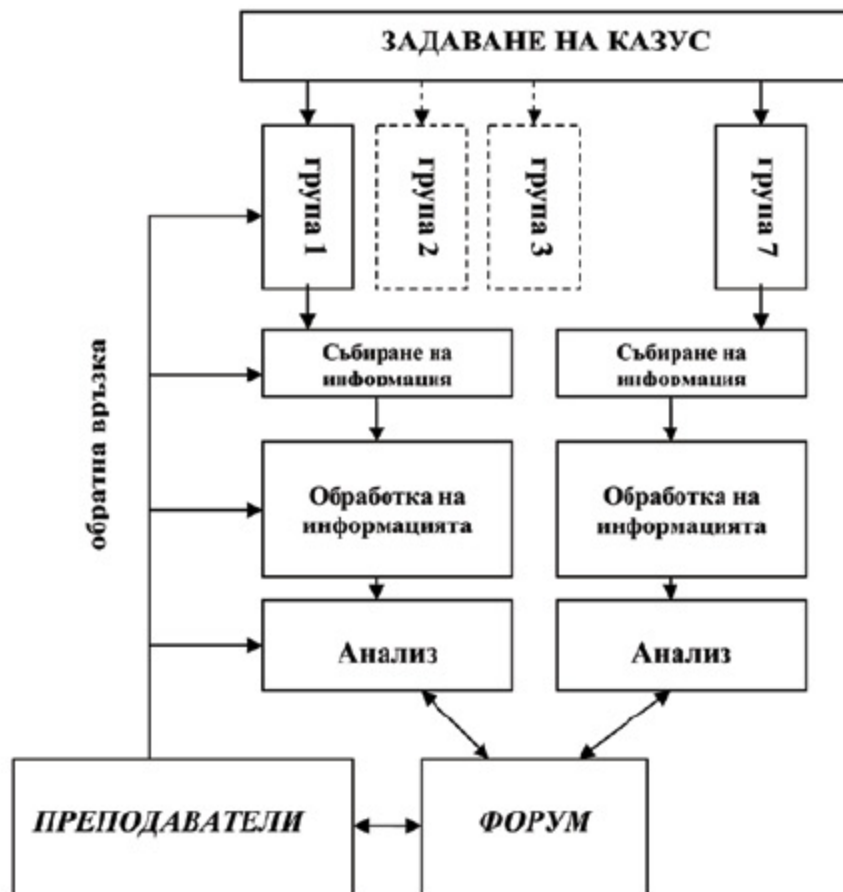 ЗАДАВАНЕ НА КАЗУС
група 1
група 2
група 3
група 7
Събиране на
информация
Събиране на
информация
обратна връзка
Обработка на
информацията
Обработка на
информацията
Анализ
Анализ
ПРЕПОДАВАТЕЛИ
ФОРУМ